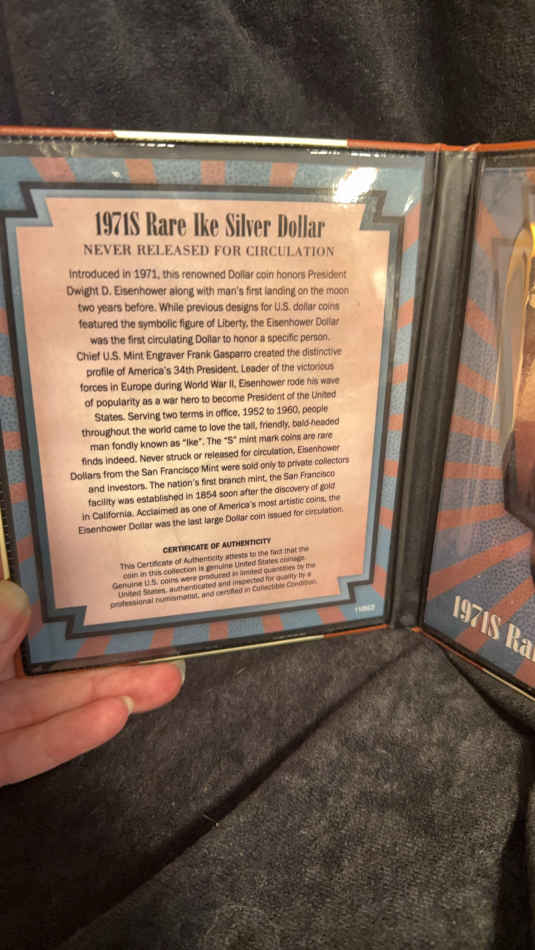 1971S Rare Ike Silver Dollar
NEVER RELEASED FOR CIRCULATION
Introduced in 1971, this renowned Dollar coin honors President
Dwight D. Eisenhower along with man's first landing on the moon
two years before. While previous designs for U.S. dollar coins
featured the symbolic figure of Liberty, the Eisenhower Dollar
was the first circulating Dollar to honor a specific person.
Chief U.S. Mint Engraver Frank Gasparro created the distinctive
profile of America's 34th President. Leader of the victorious
forces in Europe during World War II, Eisenhower rode his wave
of popularity as a war hero to become President of the United
States. Serving two terms in office, 1952 to 1960, people
throughout the world came to love the tall, friendly, bald-headed
man fondly known as "Ike". The "S" mint mark coins are rare
finds indeed. Never struck or released for circulation, Eisenhower
Dollars from the San Francisco Mint were sold only to private collectors
and investors. The nation's first branch mint, the San Francisco
facility was established in 1854 soon after the discovery of gold
in California. Acclaimed as one of America's most artistic coins, the
Eisenhower Dollar was the last large Dollar coin issued for circulation.
CERTIFICATE OF AUTHENTICITY
This Certificate of Authenticity attests to the fact that the
coin in this collection is genuine United States coinage.
Genuine U.S. coins were produced in limited quantities by the
United States, authenticated and inspected for quality by a
professional numismatist, and certified in Collectible Condition.
1971S Ra